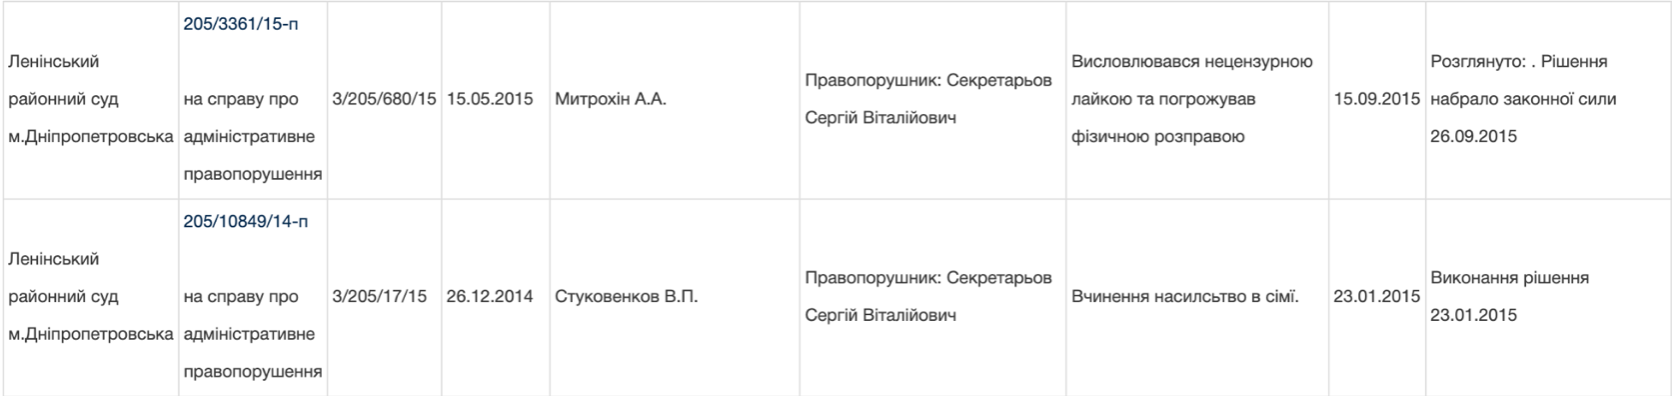 205/3361/15-п
Ленінський
районний суд
м.Дніпропетровська
на справу про
адміністративне
правопорушення
3/205/680/15
15.05.2015
Митрохін А.А.
Правопорушник: Секретарьов
Сергій Віталійович
Висловлювався нецензурною
лайкою та погрожував
фізичною розправою
15.09.2015
Розглянуто: . Рішення
набрало законної сили
26.09.2015
205/10849/14-п
Ленінський
районний суд
м.Дніпропетровська
на справу про
адміністративне
правопорушення
3/205/17/15
26.12.2014
Стуковенков В.П.
Правопорушник: Секретарьов
Сергій Віталійович
Вчинення насилсьтво в сімї.
23.01.2015
Виконання рішення
23.01.2015